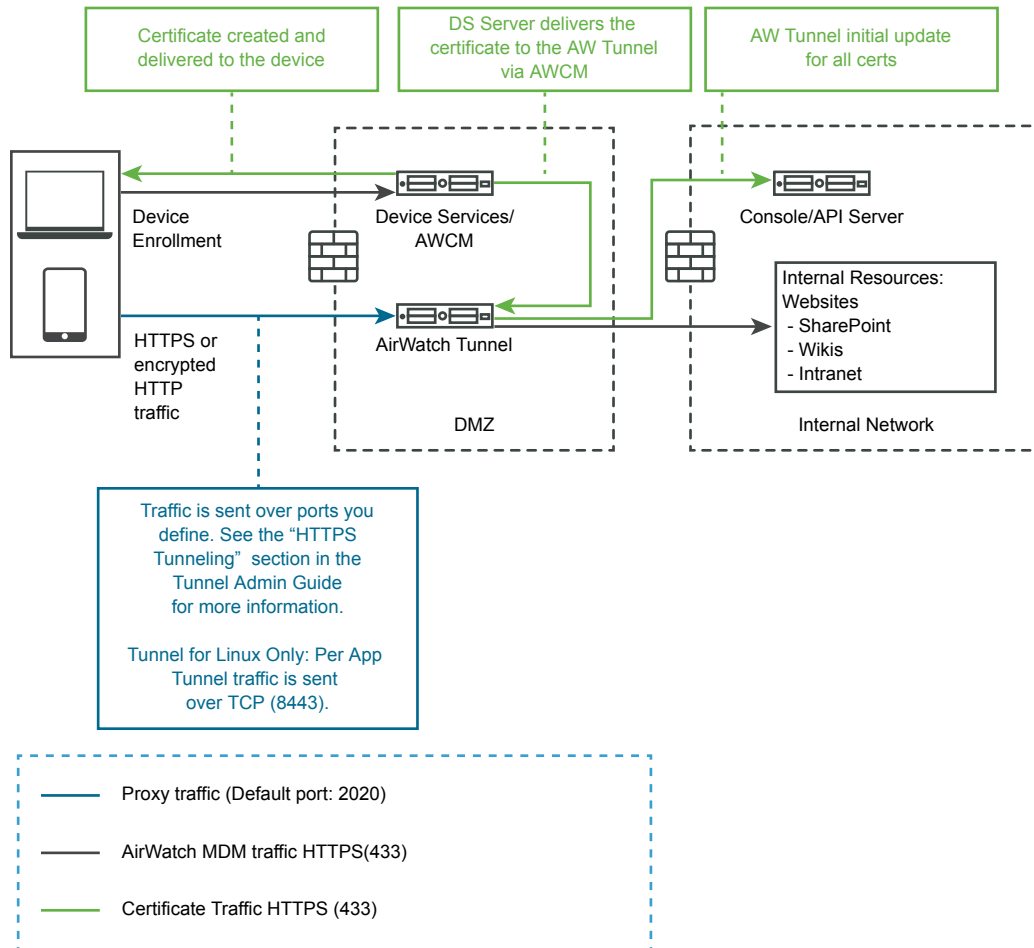 Certificate created and
delivered to the device
DS Server delivers the
certificate to the AW Tunnel
via AWCM
AW Tunnel initial update
for all certs
Device
Enrollment
Device Services/
AWCM
Console/API Server
HTTPS or
encrypted
HTTP
traffic
AirWatch Tunnel
Internal Resources:
Websites
- SharePoint
- Wikis
- Intranet
DMZ
Internal Network
Traffic is sent over ports you
define. See the “HTTPS
Tunneling” section in the
Tunnel Admin Guide
for more information.
Tunnel for Linux Only: Per App
Tunnel traffic is sent
over TCP (8443).
Proxy traffic (Default port: 2020)
AirWatch MDM traffic HTTPS(433)
Certificate Traffic HTTPS (433)